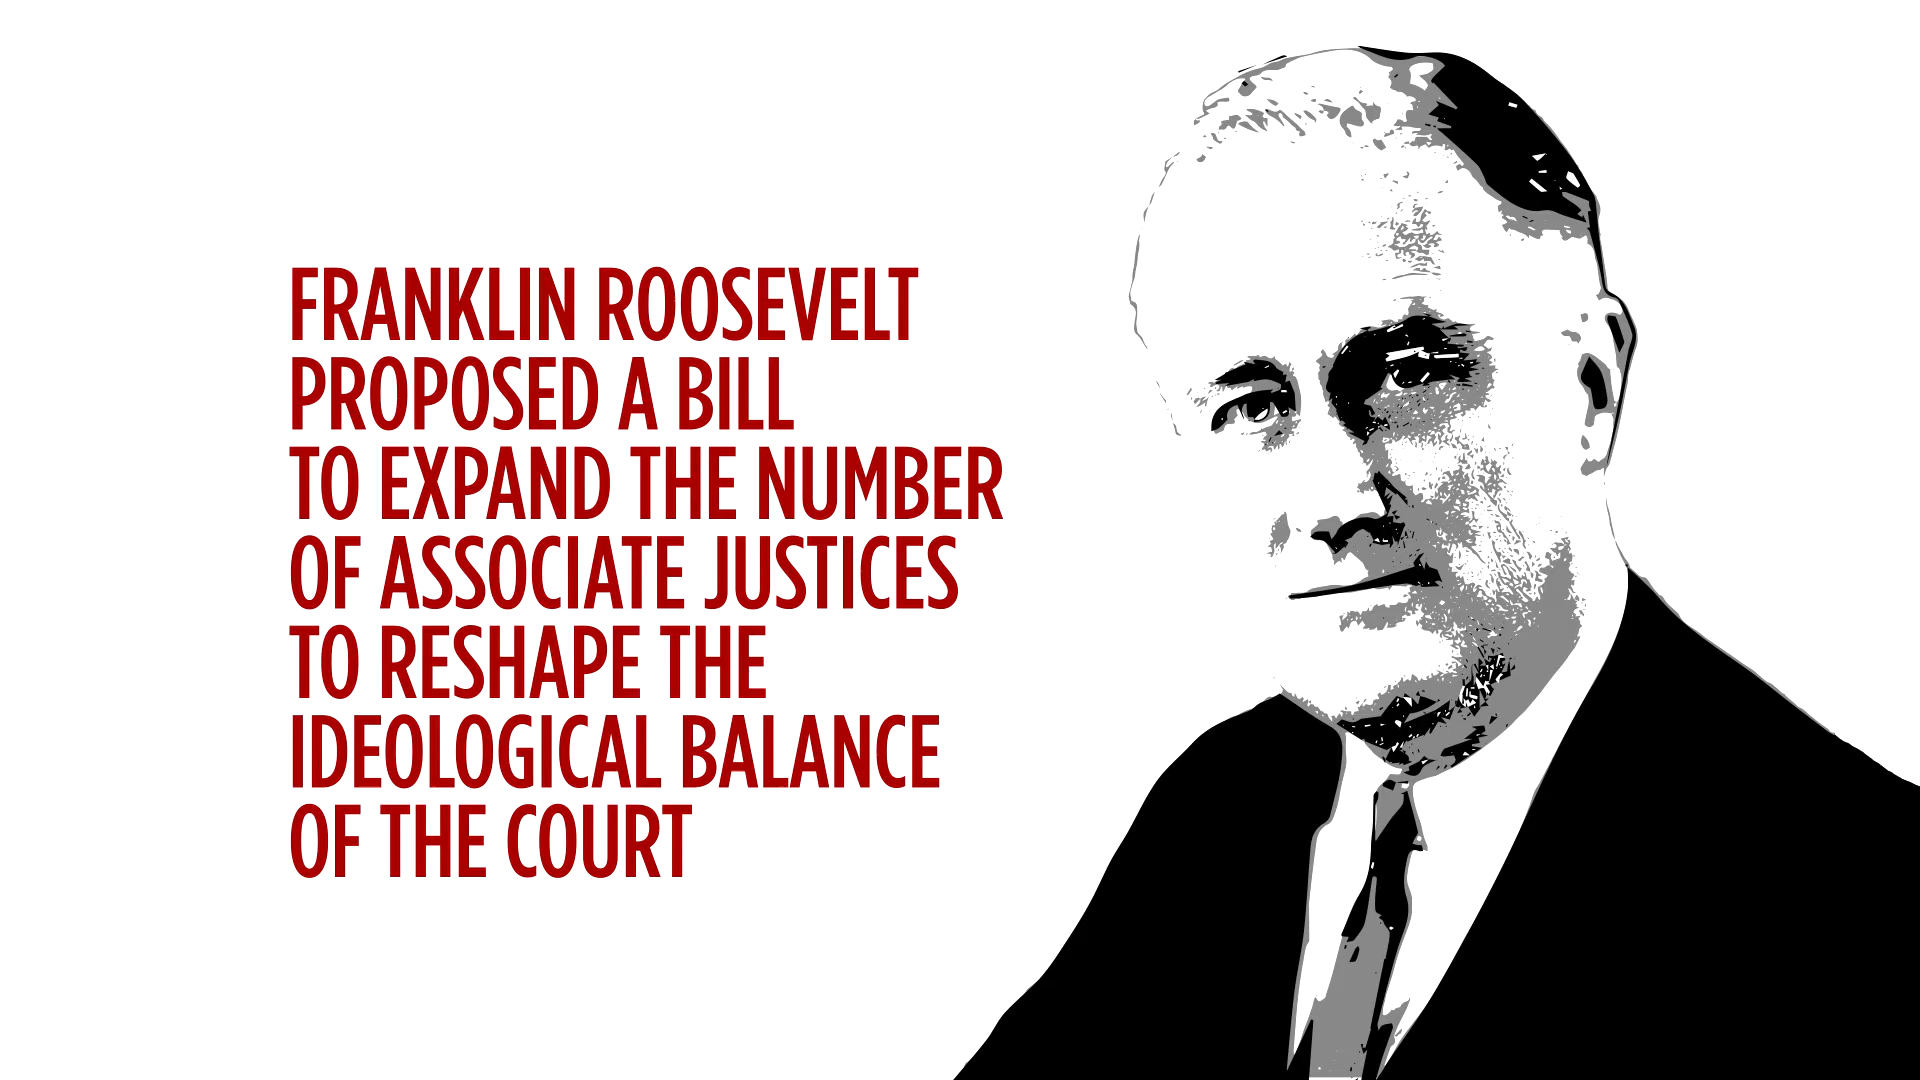 FRANKLIN ROOSEVELT
PROPOSED A BILL
TO EXPAND THE NUMBER
OF ASSOCIATE JUSTICES
TO RESHAPE THE
IDEOLOGICAL BALANCE
OF THE COURT